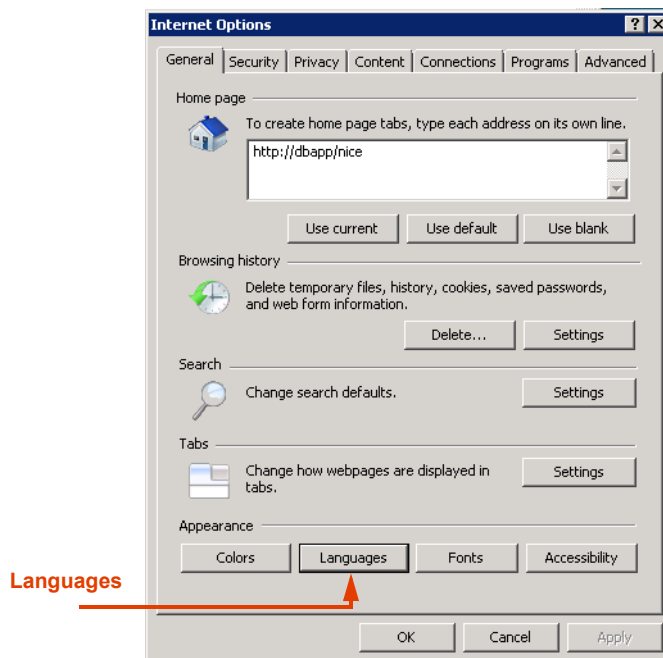 Internet Options
General Security Privacy Content Connections Programs Advanced
Home page
To create home page tabs, type each address on its own line.
http://dbapp/nice
Use current Use default Use blank
Browsing history
Delete temporary files, history, cookies, saved passwords,
and web form information.
Delete... Settings
Search
Change search defaults. Settings
Tabs
Change how webpages are displayed in
tabs.
Settings
Appearance
Colors Languages Fonts Accessibility
Languages
OK Cancel Apply